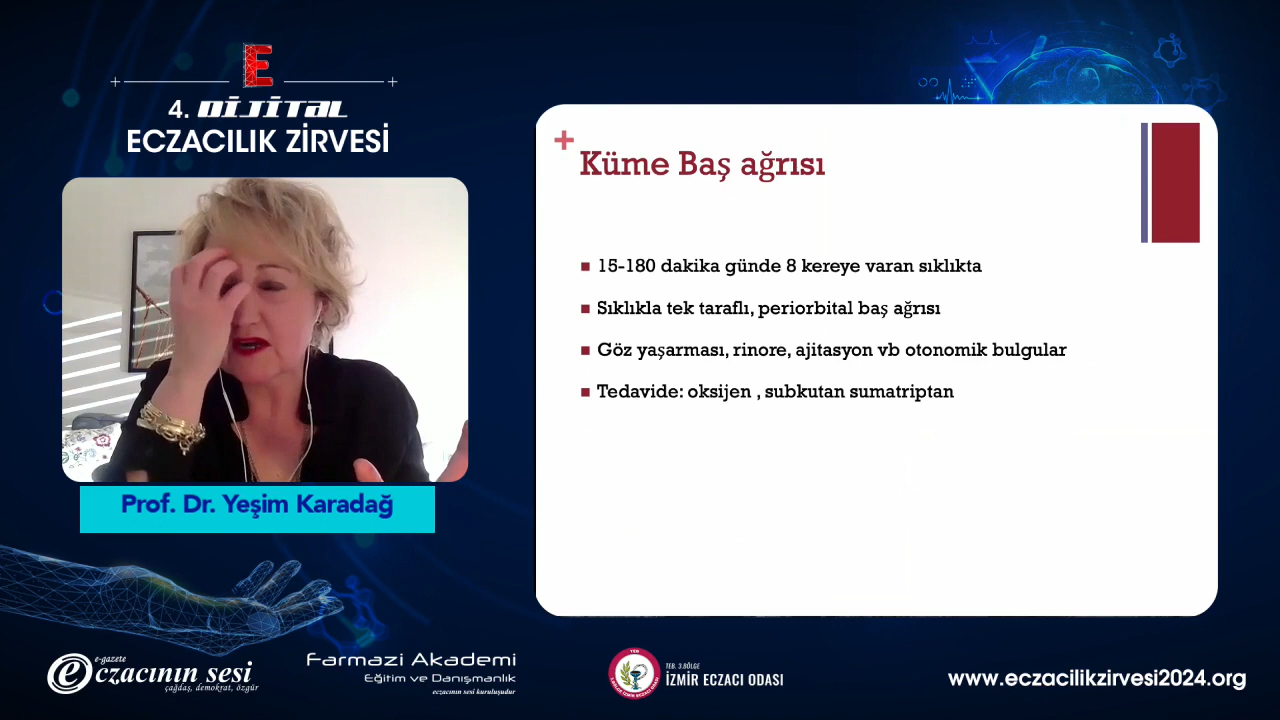 E
4. DİJİTAL
ECZACILIK ZİRVESİ
Prof. Dr. Yeşim Karadağ
+
Küme Baş ağrısı
15-180 dakika günde 8 kereye varan sıklıkta
Sıklıkla tek taraflı, periorbital baş ağrısı
Göz yaşarması, rinore, ajitasyon vb otonomik bulgular
Tedavide: oksijen , subkutan sumatriptan
e-gazete
eczacının sesi
çağdaş, demokrat, özgür
Farmazi Akademi
Eğitim ve Danışmanlık
eczacının sesi kuruluşudur
TEB. 3.BÖLGE
İZMİR ECZACI ODASI
www.eczacilikzirvesi2024.org